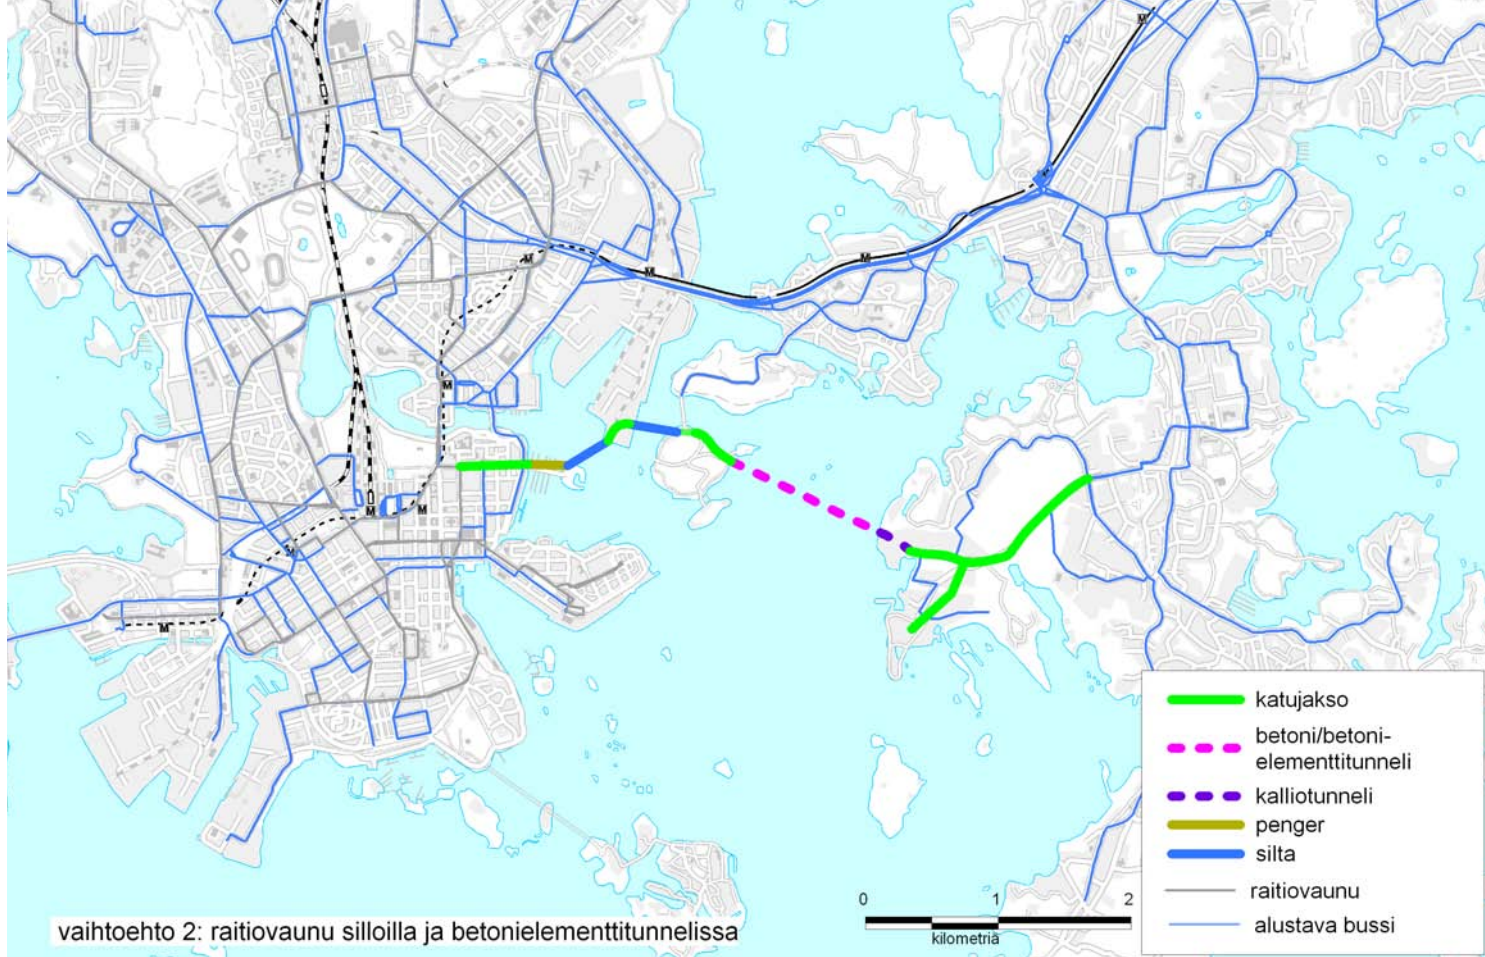 M
M
M
M
M
M
M
M
M
katujakso
betoni/betoni-
elementtitunneli
kalliotunneli
penger
silta
raitiovaunu
alustava bussi
0 1 2
kilometriä
vaihtoehto 2: raitiovaunu silloilla ja betonielementtitunnelissa